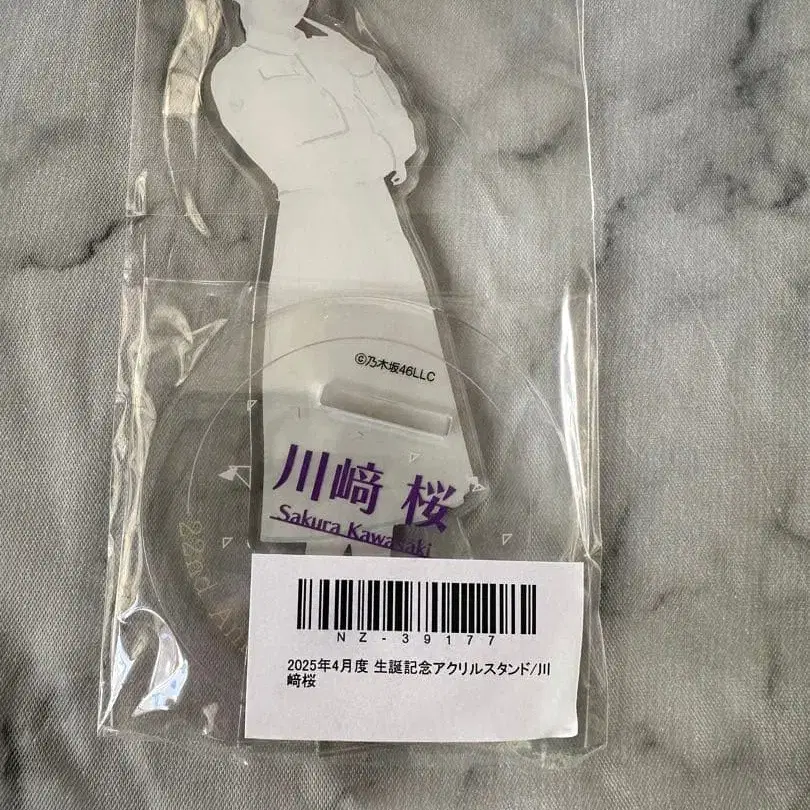 ©乃木坂46LLC
川﨑 桜
Sakura Kawasaki
22nd
NZ-39177
2025年4月度 生誕記念アクリルスタンド/川
﨑桜